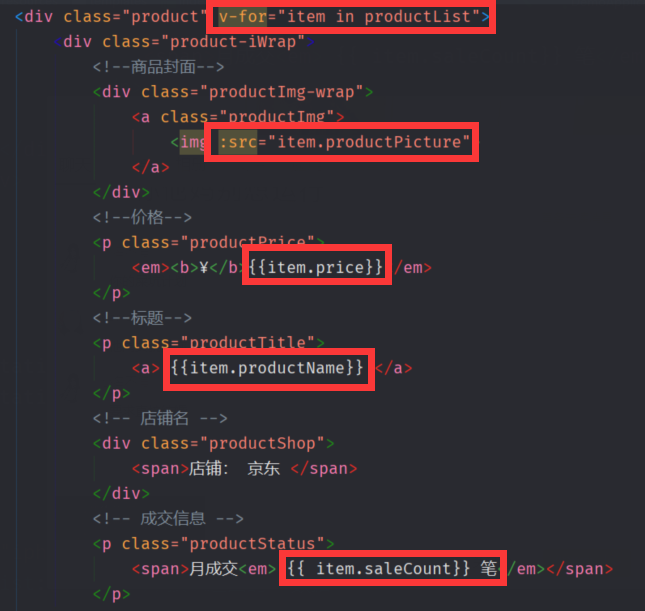 <div class="product" v-for="item in productList">
<div class="product-iWrap">
<!--商品封面-->
<div class="productImg-wrap">
<a class="productImg">
<img :src="item.productPicture"
</a>
</div>
<!--价格-->
<p class="productPrice">
<em><b>¥</b>{{item.price}}</em>
</p>
<!--标题-->
<p class="productTitle">
<a> {{item.productName}} </a>
</p>
<!-- 店铺名 -->
<div class="productShop">
<span>店铺： 京东 </span>
</div>
<!-- 成交信息 -->
<p class="productStatus">
<span>月成交<em> {{ item.saleCount}} 笔</em></span>
</p>